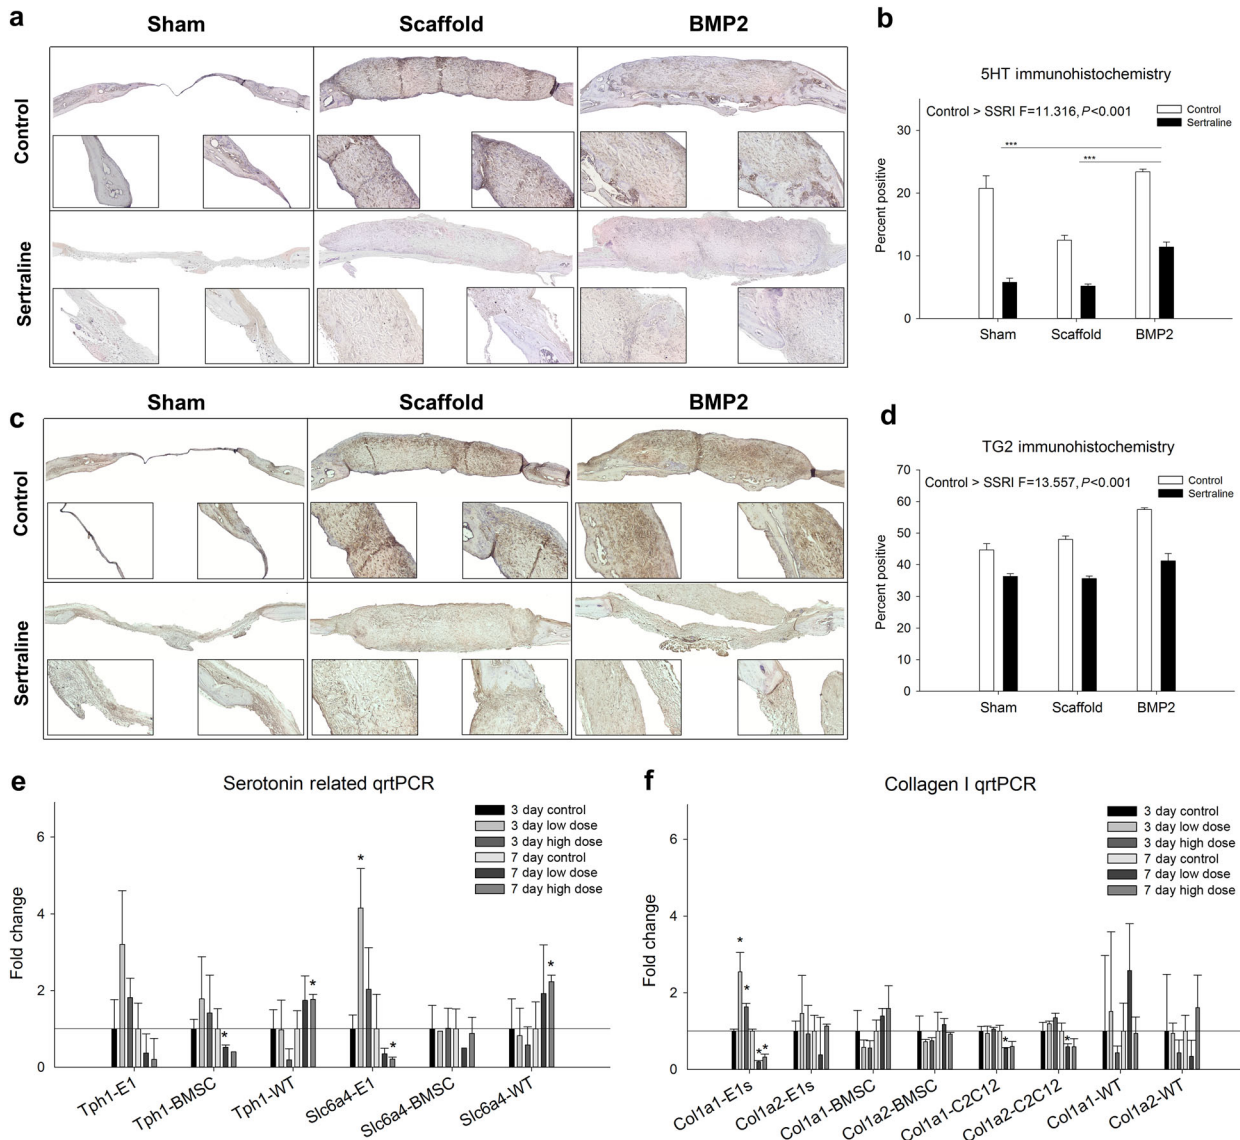 a
Sham
Scaffold
BMP2
Control
Sertraline
b
5HT immunohistochemistry
Control > SSRI F=11.316, P<0.001
Control
Sertraline
***
***
Percent positive
30
20
10
0
Sham
Scaffold
BMP2
c
Sham
Scaffold
BMP2
Control
Sertraline
d
TG2 immunohistochemistry
Control > SSRI F=13.557, P<0.001
Control
Sertraline
Percent positive
70
60
50
40
30
20
10
0
Sham
Scaffold
BMP2
e
Serotonin related qrtPCR
3 day control
3 day low dose
3 day high dose
7 day control
7 day low dose
7 day high dose
Fold change
6
4
2
0
*
*
*
*
*
Tph1-E1
Tph1-BMSC
Tph1-WT
Slc6a4-E1
Slc6a4-BMSC
Slc6a4-WT
f
Collagen I qrtPCR
3 day control
3 day low dose
3 day high dose
7 day control
7 day low dose
7 day high dose
Fold change
6
4
2
0
*
*
*
*
*
*
Col1a1-E1s
Col1a2-E1s
Col1a1-BMSC
Col1a2-BMSC
Col1a1-C2C12
Col1a2-C2C12
Col1a1-WT
Col1a2-WT